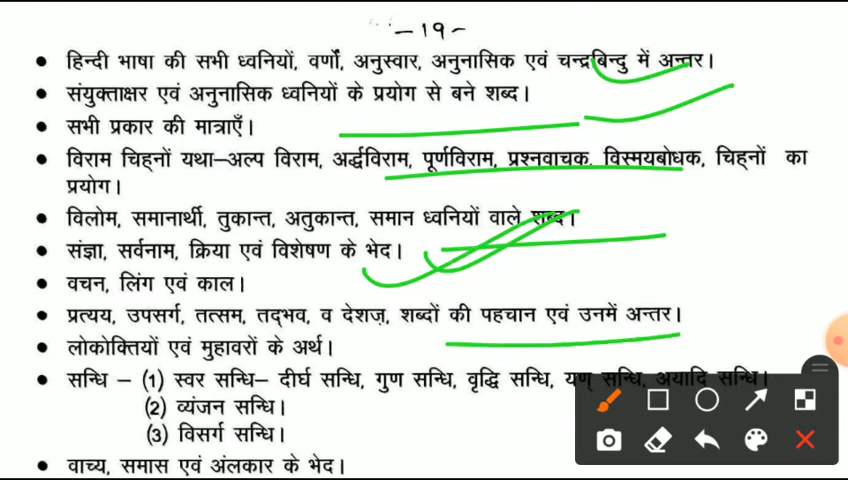 -19-
• हिन्दी भाषा की सभी ध्वनियों, वर्णों, अनुस्वार, अनुनासिक एवं चन्द्रबिन्दु में अन्तर।
• संयुक्ताक्षर एवं अनुनासिक ध्वनियों के प्रयोग से बने शब्द।
• सभी प्रकार की मात्राएँ।
• विराम चिह्नों यथा–अल्प विराम, अर्द्धविराम, पूर्णविराम, प्रश्नवाचक, विस्मयबोधक, चिह्नों का
प्रयोग।
• विलोम, समानार्थी, तुकान्त, अतुकान्त, समान ध्वनियों वाले शब्द।
• संज्ञा, सर्वनाम, क्रिया एवं विशेषण के भेद।
• वचन, लिंग एवं काल।
• प्रत्यय, उपसर्ग, तत्सम, तद्भव, व देशज़, शब्दों की पहचान एवं उनमें अन्तर।
• लोकोक्तियों एवं मुहावरों के अर्थ।
• सन्धि – (1) स्वर सन्धि– दीर्घ सन्धि, गुण सन्धि, वृद्धि सन्धि, यण् सन्धि, अयादि सन्धि।
(2) व्यंजन सन्धि।
(3) विसर्ग सन्धि।
• वाच्य, समास एवं अंलकार के भेद।